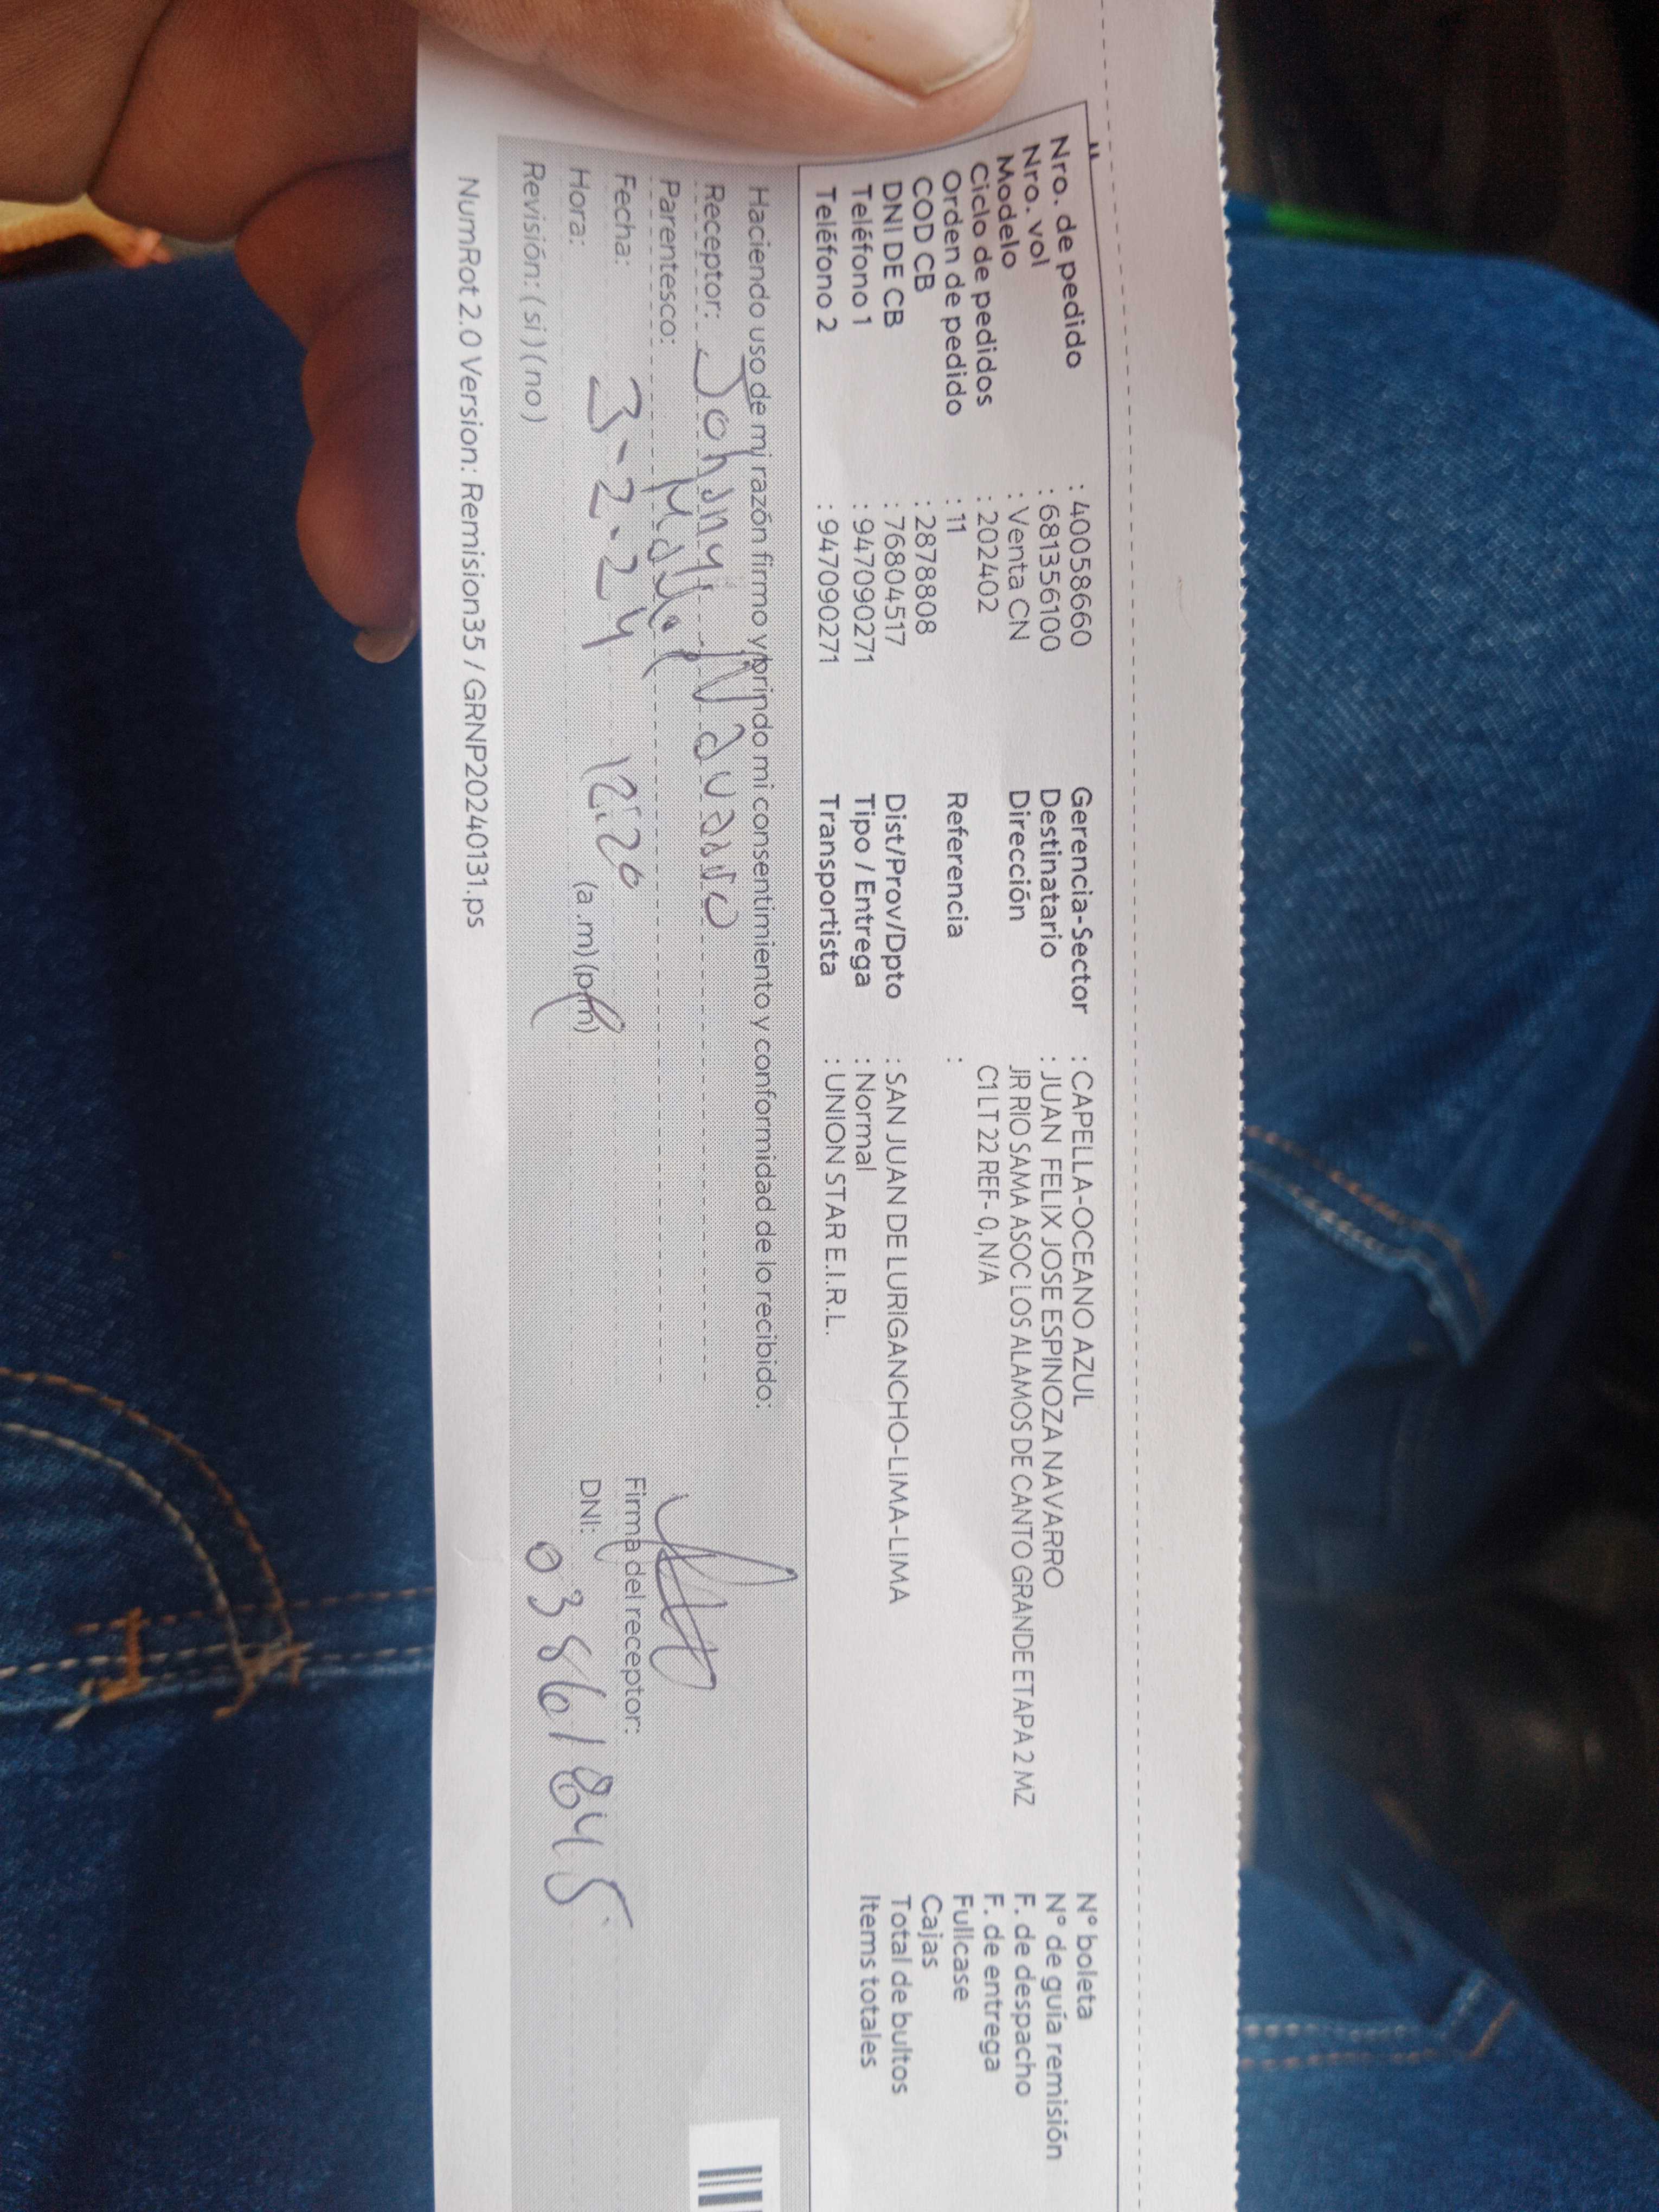 Nro. de pedido : 40058660 Gerencia-Sector : CAPELLA-OCEANO AZUL N° boleta
Nro. vol : 681356100 Destinatario : JUAN FELIX JOSE ESPINOZA NAVARRO N° de guía remisión
Modelo : Venta CN Dirección : JR RIO SAMA ASOC LOS ALAMOS DE CANTO GRANDE ETAPA 2 MZ F. de despacho
Ciclo de pedidos : 202402 C1 LT 22 REF- 0, N/A F. de entrega
Orden de pedido : 11 Referencia : Fullcase
COD CB : 2878808 Cajas
DNI DE CB : 76804517 Dist/Prov/Dpto : SAN JUAN DE LURIGANCHO-LIMA-LIMA Total de bultos
Teléfono 1 : 947090271 Tipo / Entrega : Normal Items totales
Teléfono 2 : 947090271 Transportista : UNION STAR E.I.R.L.
Haciendo uso de mi razón firmo y brindo mi consentimiento y conformidad de lo recibido:
Receptor: Navarro
Parentesco:
Fecha: 3-2-24 Firma del receptor:
Hora: 12:20 (a.m) (pm) DNI: 03861845
Revisión: ( si ) ( no )
NumRot 2.0 Version: Remision35 / GRNP20240131.ps